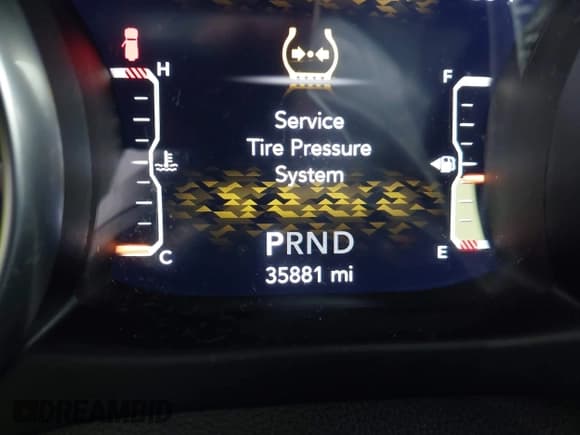 H
F
Service
Tire Pressure
System
C
E
PRND
35881 mi
DREAMBID